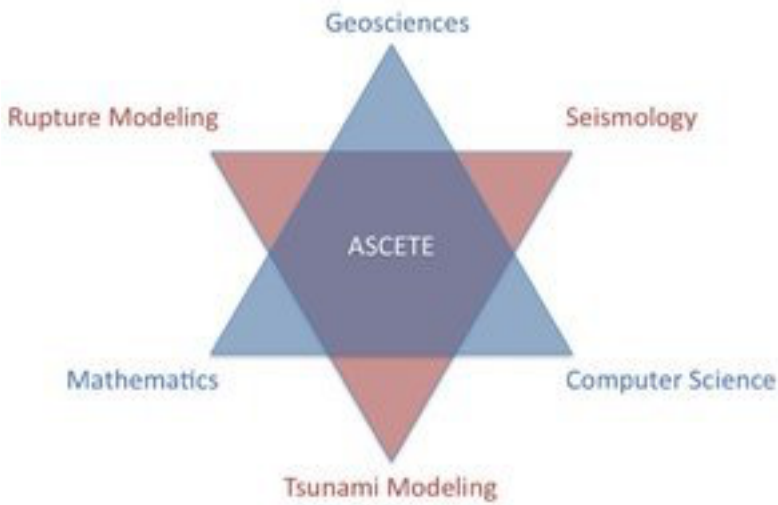 Geosciences
Rupture Modeling
Seismology
ASCETE
Mathematics
Computer Science
Tsunami Modeling